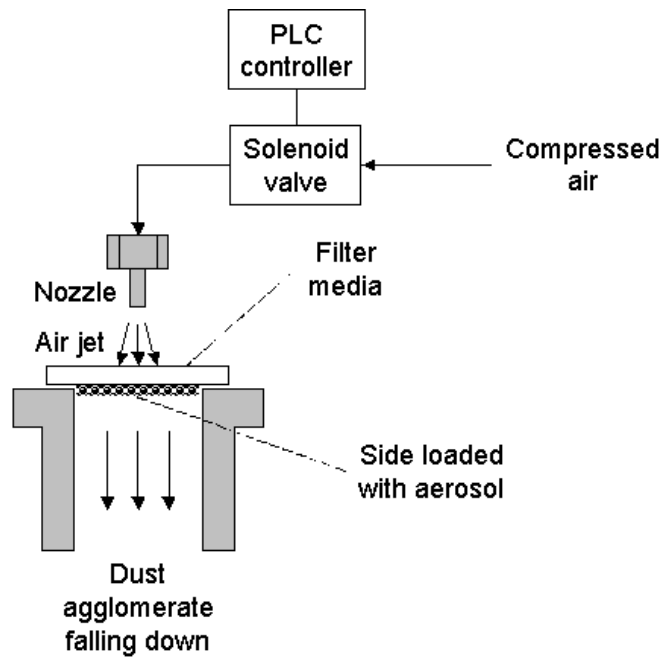 PLC
controller
Solenoid
valve
Compressed
air
Filter
media
Nozzle
Air jet
Side loaded
with aerosol
Dust
agglomerate
falling down